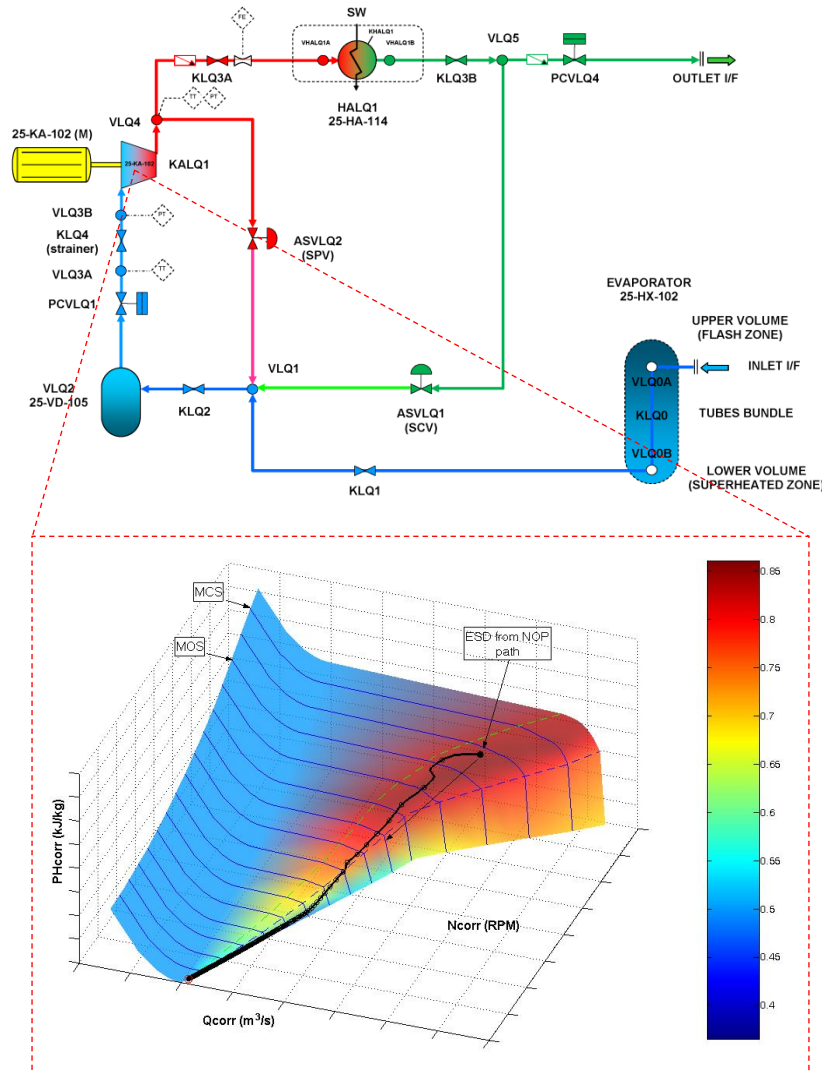 SW
FE
KHALQ1
VHALQ1A
VHALQ1B
VLQ5
KLQ3A
KLQ3B
PCVLQ4
OUTLET I/F
HALQ1
25-HA-114
TT
PT
VLQ4
25-KA-102 (M)
25-KA-102
KALQ1
VLQ3B
PT
KLQ4
(strainer)
ASVLQ2
(SPV)
TT
VLQ3A
PCVLQ1
EVAPORATOR
25-HX-102
UPPER VOLUME
(FLASH ZONE)
INLET I/F
VLQ0A
VLQ1
VLQ2
25-VD-105
KLQ2
ASVLQ1
(SCV)
KLQ0
TUBES BUNDLE
VLQ0B
KLQ1
LOWER VOLUME
(SUPERHEATED ZONE)
MCS
MOS
ESD from NOP
path
PHcorr (kJ/kg)
Ncorr (RPM)
Qcorr (m³/s)
0.85
0.8
0.75
0.7
0.65
0.6
0.55
0.5
0.45
0.4